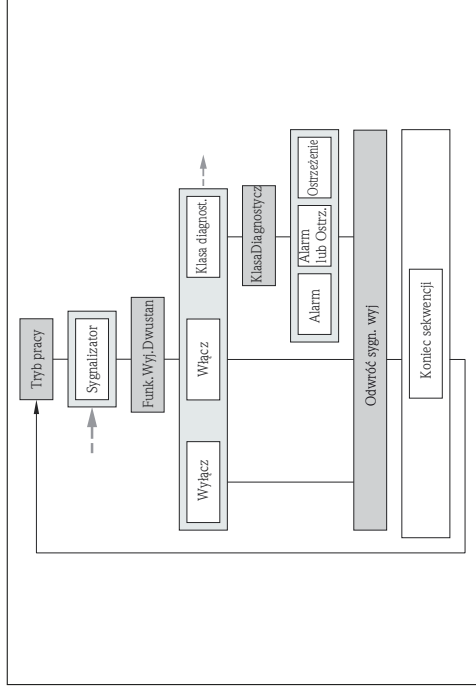 Tryb pracy
Sygnalizator
Funk.Wyj.Dwustan
Wyłącz
Włącz
Klasa diagnost.
KlasaDiagnostycz
Alarm
Alarm
lub Ostrz.
Ostrzeżenie
Odwróć sygn. wyj
Koniec sekwencji